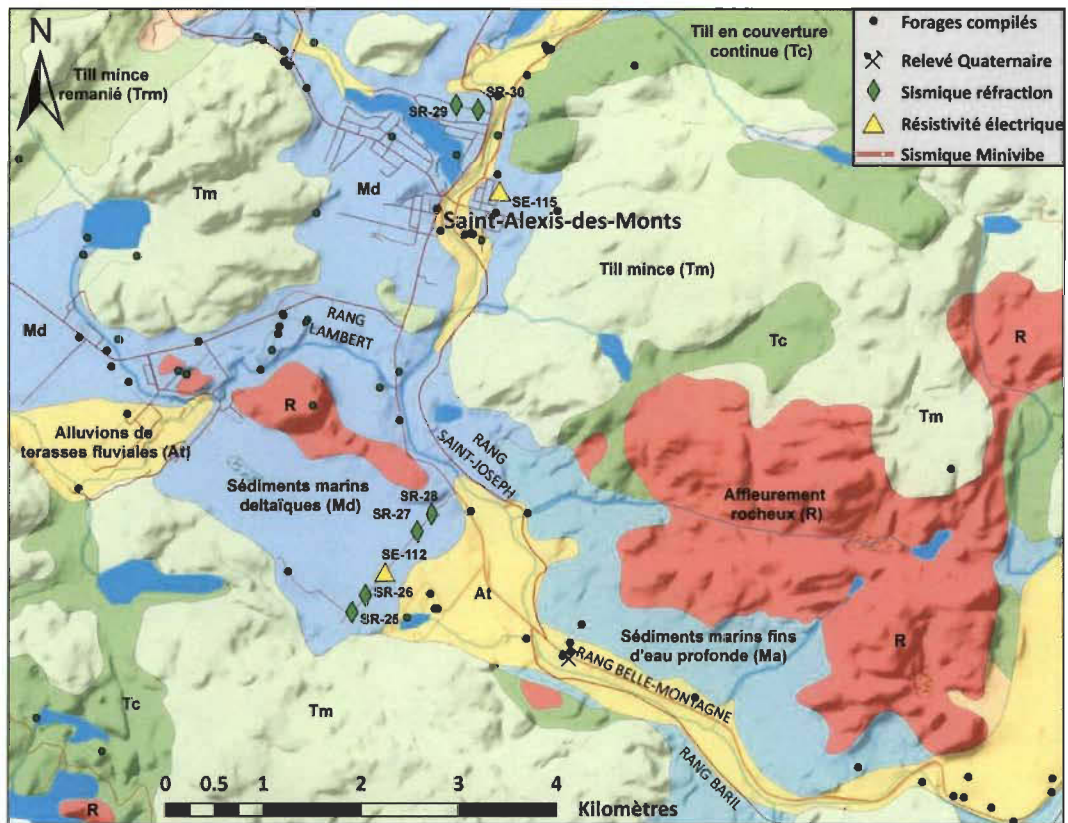 N
Till mince
remanié (Trm)
Till en couverture
continue (Tc)
Forages compilés
Relevé Quaternaire
Sismique réfraction
Résistivité électrique
Sismique Minivibe
SR-30
SR-29
Md
Tm
SE-115
Saint-Alexis-des-Monts
Till mince (Tm)
Md
RANG
LAMBERT
Tc
R
R
Tm
Alluvions de
terasses fluviales (At)
RANG
SAINT-JOSEPH
Sédiments marins
deltaïques (Md)
SR-28
SR-27
Affleurement
rocheux (R)
SE-112
SR-26
SR-25
At
Sédiments marins fins
d'eau profonde (Ma)
R
RANG BELLE-MONTAGNE
Tc
Tm
RANG BARIL
R
0 0.5 1 2 3 4
Kilomètres